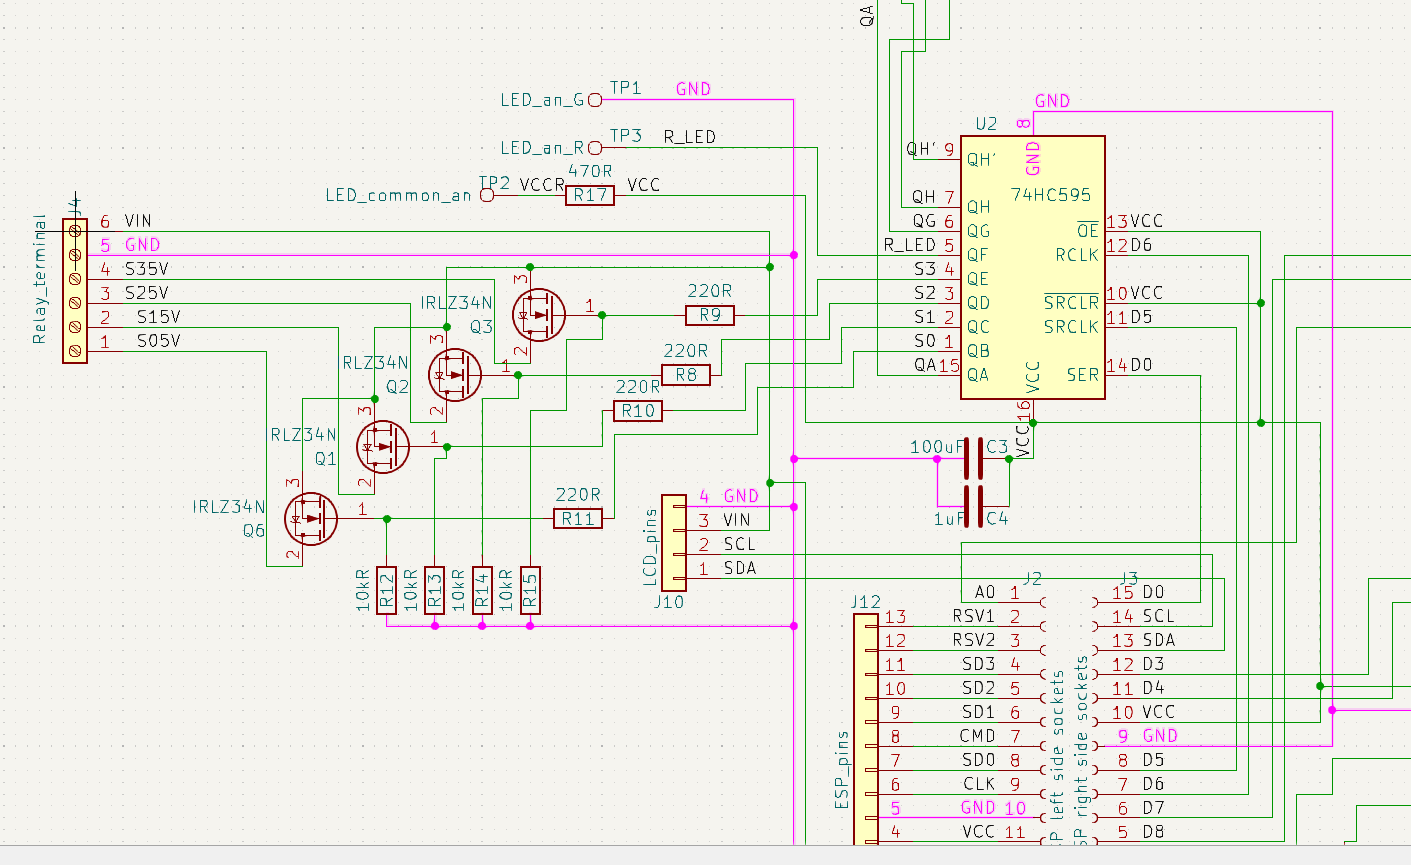 QA
LED_an_G TP1 GND
LED_an_R TP3 R_LED
LED_common_an TP2 VCCR 470R R17 VCC
J4
Relay_terminal
6 VIN
5 GND
4 S35V
3 S25V
2 S15V
1 S05V
IRLZ34N
Q3
3
2
1
220R
R9
RLZ34N
Q2
3
2
1
220R
R8
RLZ34N
Q1
3
2
1
220R
R10
IRLZ34N
Q6
3
2
1
220R
R11
10kR
R12
10kR
R13
10kR
R14
10kR
R15
GND
8
U2
GND
74HC595
QH' 9 QH'
QH 7 QH
QG 6 QG
R_LED 5 QF
S3 4 QE
S2 3 QD
S1 2 QC
S0 1 QB
QA 15 QA
OE 13 VCC
RCLK 12 D6
SRCLR 10 VCC
SRCLK 11 D5
SER 14 D0
VCC
16
VCC
100uF C3
1uF C4
LCD_pins
J10
4 GND
3 VIN
2 SCL
1 SDA
J12
ESP_pins
13
12
11
10
9
8
7
6
5
4
J2
A0 1
RSV1 2
RSV2 3
SD3 4
SD2 5
SD1 6
CMD 7
SD0 8
CLK 9
GND 10
VCC 11
P left side sockets
J3
15 D0
14 SCL
13 SDA
12 D3
11 D4
10 VCC
9 GND
8 D5
7 D6
6 D7
5 D8
SP right side sockets